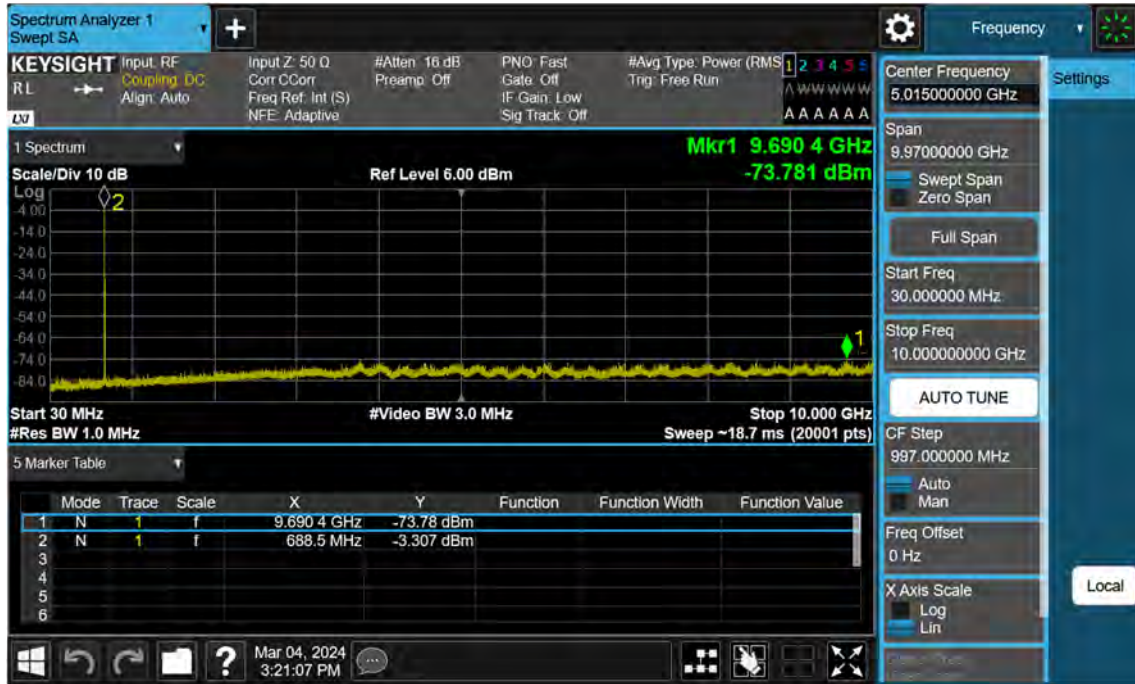 Spectrum Analyzer 1
Swept SA
Frequency
KEYSIGHT
RL
LXI
Input: RF
Coupling: DC
Align: Auto
Input Z: 50 Ω
Corr CCorr
Freq Ref: Int (S)
NFE: Adaptive
#Atten: 16 dB
Preamp: Off
PNO: Fast
Gate: Off
IF Gain: Low
Sig Track: Off
#Avg Type: Power (RMS
Trig: Free Run
1 2 3 4 5 6
A W W W W W
A A A A A A
1 Spectrum
Scale/Div 10 dB
Ref Level 6.00 dBm
Mkr1 9.690 4 GHz
-73.781 dBm
Log
-4.00
-14.0
-24.0
-34.0
-44.0
-54.0
-64.0
-74.0
-84.0
2
1
Start 30 MHz
#Video BW 3.0 MHz
Stop 10.000 GHz
#Res BW 1.0 MHz
Sweep ~18.7 ms (20001 pts)
5 Marker Table
Mode Trace Scale X Y Function Function Width Function Value
1 N 1 f 9.690 4 GHz -73.78 dBm
2 N 1 f 688.5 MHz -3.307 dBm
3
4
5
6
Mar 04, 2024
3:21:07 PM
?
Center Frequency
5.015000000 GHz
Span
9.97000000 GHz
Swept Span
Zero Span
Full Span
Start Freq
30.000000 MHz
Stop Freq
10.000000000 GHz
AUTO TUNE
CF Step
997.000000 MHz
Auto
Man
Freq Offset
0 Hz
X Axis Scale
Log
Lin
Settings
Local